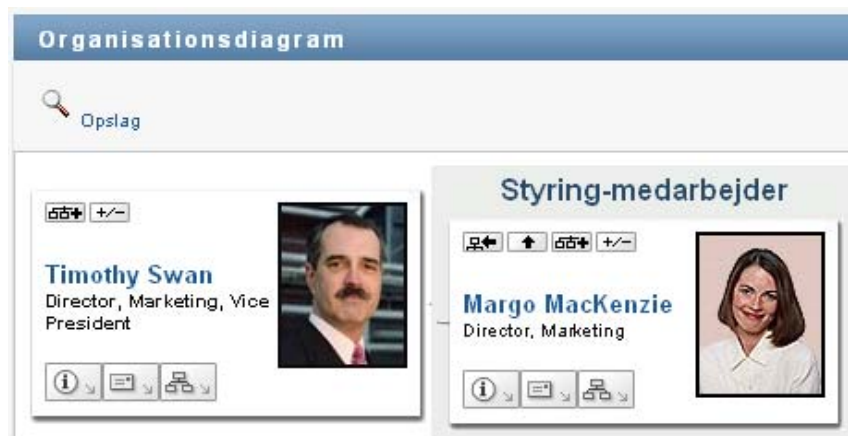 Organisationsdiagram
Opslag
Styring-medarbejder
+/−
Timothy Swan
Director, Marketing, Vice
President
+/−
Margo MacKenzie
Director, Marketing